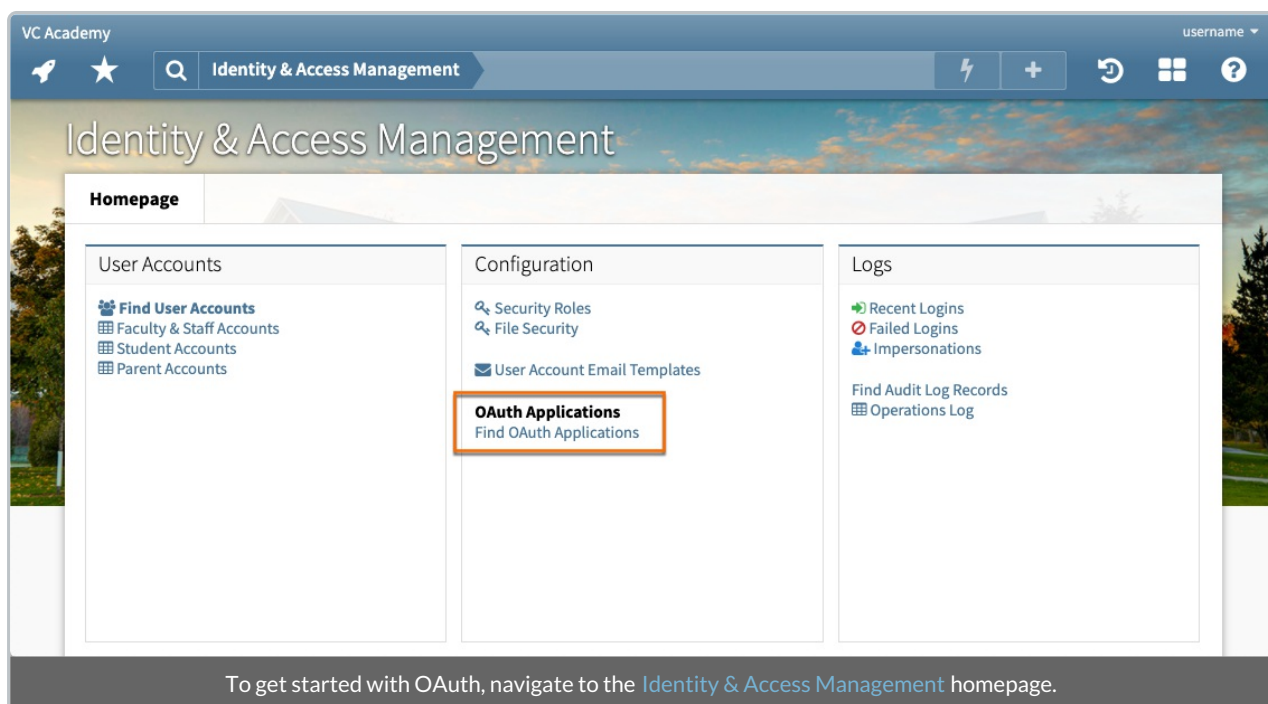 VC Academy
username
Identity & Access Management
Identity & Access Management
Homepage
User Accounts
Find User Accounts
Faculty & Staff Accounts
Student Accounts
Parent Accounts
Configuration
Security Roles
File Security
User Account Email Templates
OAuth Applications
Find OAuth Applications
Logs
Recent Logins
Failed Logins
Impersonations
Find Audit Log Records
Operations Log
To get started with OAuth, navigate to the Identity & Access Management homepage.